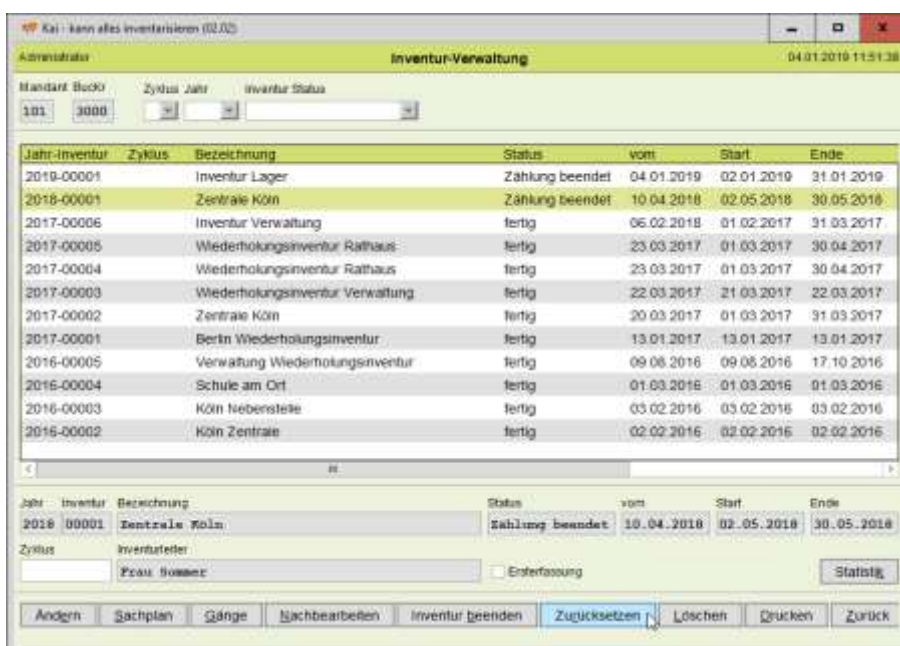 Kai - kann alles inventarisieren (02.02)
Administrator Inventur-Verwaltung 04.01.2019 11:51:38
Mandant BucKr Zyklus Jahr Inventur Status
101 3000
Jahr-Inventur Zyklus Bezeichnung Status vom Start Ende
2019-00001 Inventur Lager Zählung beendet 04.01.2019 02.01.2019 31.01.2019
2018-00001 Zentrale Köln Zählung beendet 10.04.2018 02.05.2018 30.05.2018
2017-00006 Inventur Verwaltung fertig 06.02.2018 01.02.2017 31.03.2017
2017-00005 Wiederholungsinventur Rathaus fertig 23.03.2017 01.03.2017 30.04.2017
2017-00004 Wiederholungsinventur Rathaus fertig 23.03.2017 01.03.2017 30.04.2017
2017-00003 Wiederholungsinventur Verwaltung fertig 22.03.2017 21.03.2017 22.03.2017
2017-00002 Zentrale Köln fertig 20.03.2017 01.03.2017 31.03.2017
2017-00001 Berlin Wiederholungsinventur fertig 13.01.2017 13.01.2017 13.01.2017
2016-00005 Verwaltung Wiederholungsinventur fertig 09.08.2016 09.08.2016 17.10.2016
2016-00004 Schule am Ort fertig 01.03.2016 01.03.2016 01.03.2016
2016-00003 Köln Nebenstelle fertig 03.02.2016 03.02.2016 03.02.2016
2016-00002 Köln Zentrale fertig 02.02.2016 02.02.2016 02.02.2016
Jahr Inventur Bezeichnung Status vom Start Ende
2018 00001 Zentrale Köln Zählung beendet 10.04.2018 02.05.2018 30.05.2018
Zyklus Inventurleiter
Frau Sommer Ersterfassung Statistik
Ändern Sachplan Gänge Nachbearbeiten Inventur beenden Zurücksetzen Löschen Drucken Zurück